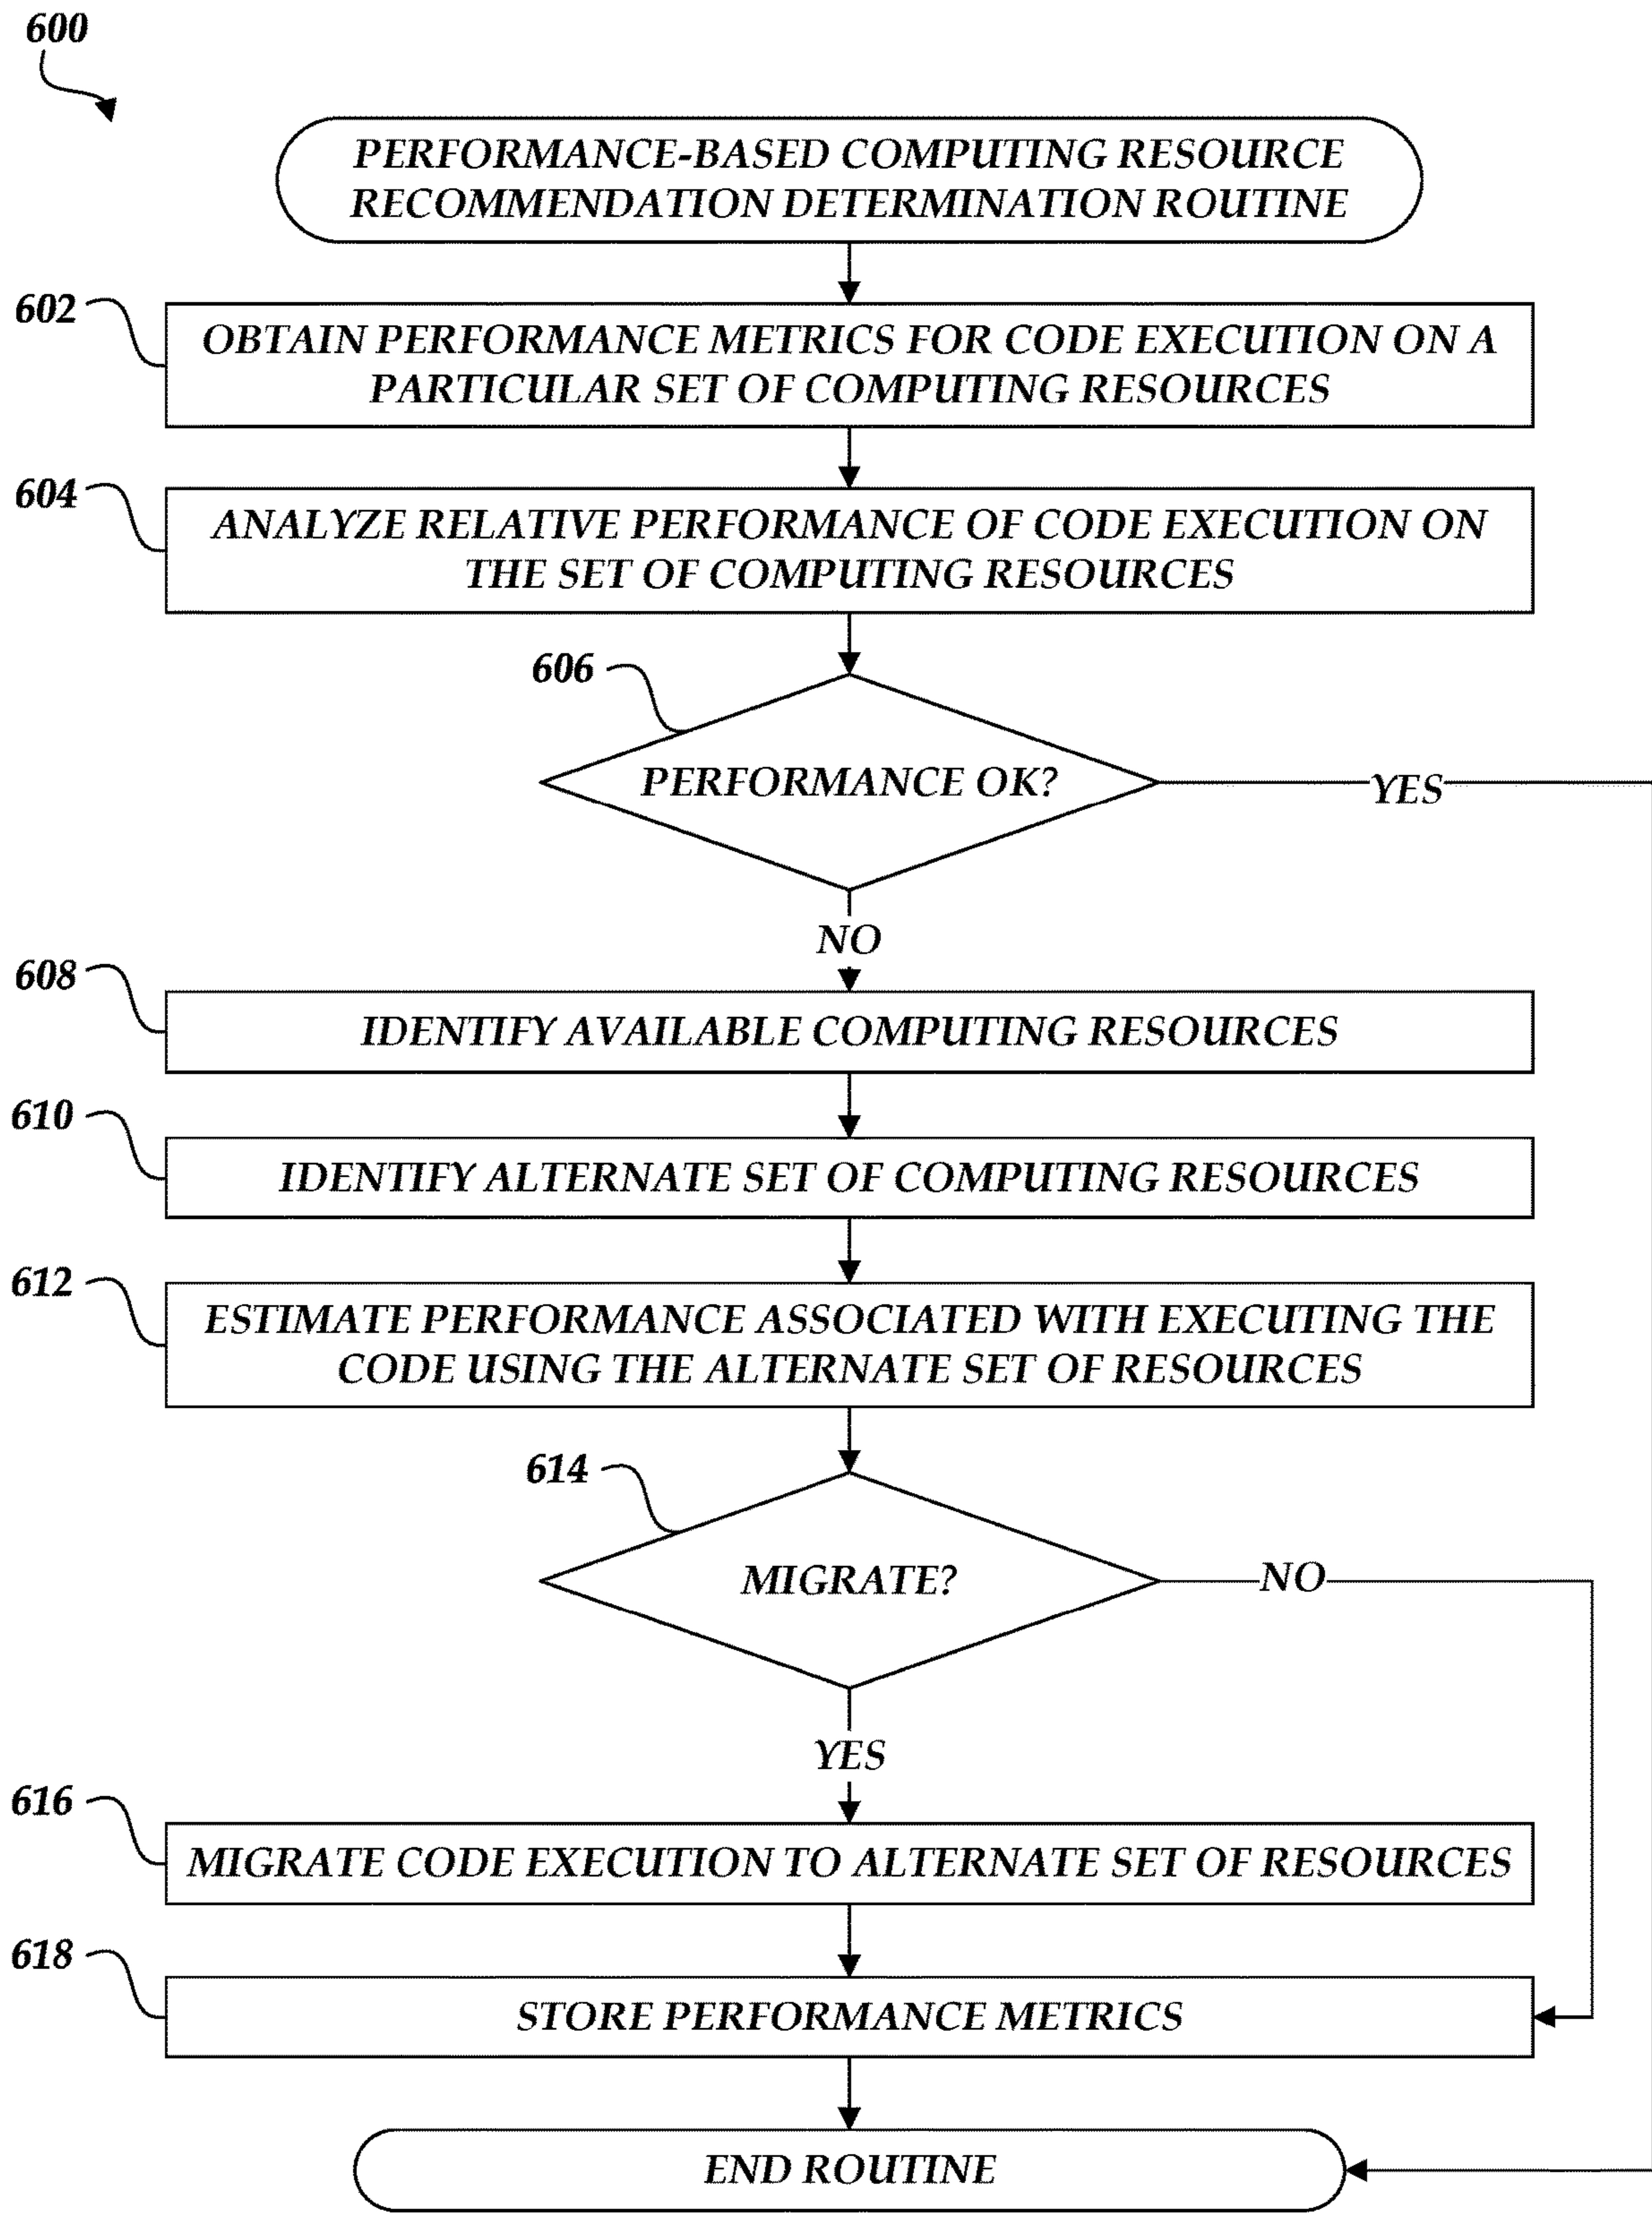 600
PERFORMANCE-BASED COMPUTING RESOURCE
RECOMMENDATION DETERMINATION ROUTINE
602
OBTAIN PERFORMANCE METRICS FOR CODE EXECUTION ON A
PARTICULAR SET OF COMPUTING RESOURCES
604
ANALYZE RELATIVE PERFORMANCE OF CODE EXECUTION ON
THE SET OF COMPUTING RESOURCES
606
PERFORMANCE OK?
YES
NO
608
IDENTIFY AVAILABLE COMPUTING RESOURCES
610
IDENTIFY ALTERNATE SET OF COMPUTING RESOURCES
612
ESTIMATE PERFORMANCE ASSOCIATED WITH EXECUTING THE
CODE USING THE ALTERNATE SET OF RESOURCES
614
MIGRATE?
NO
YES
616
MIGRATE CODE EXECUTION TO ALTERNATE SET OF RESOURCES
618
STORE PERFORMANCE METRICS
END ROUTINE